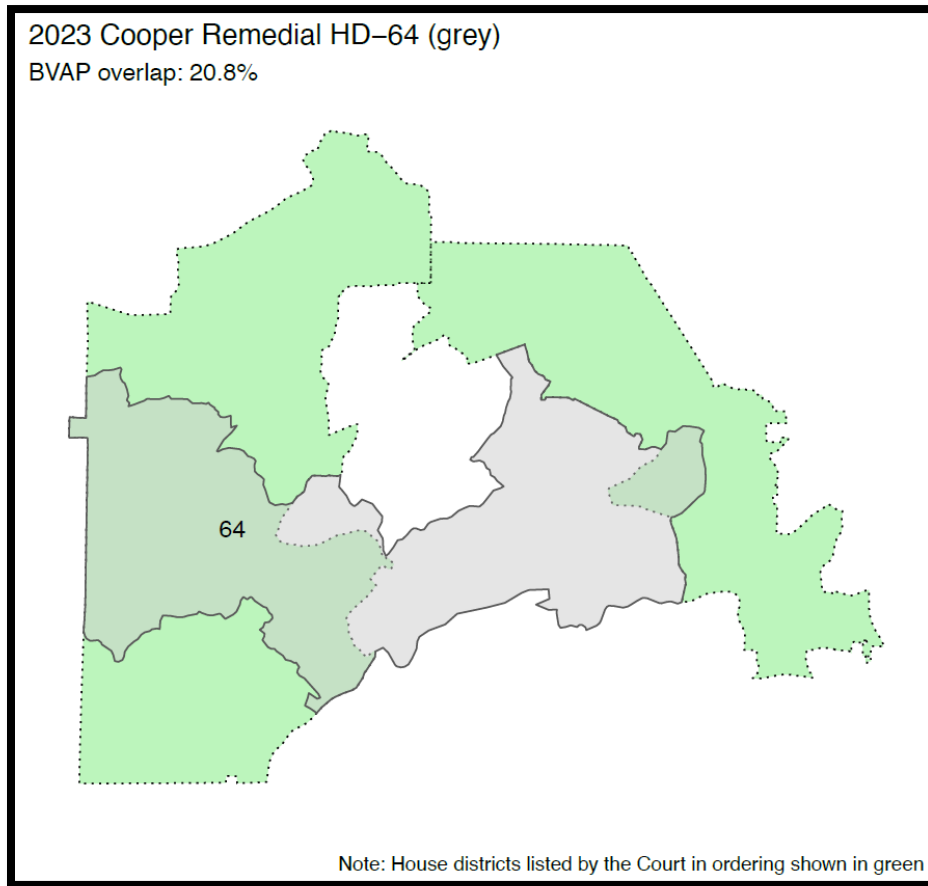 2023 Cooper Remedial HD−64 (grey)
BVAP overlap: 20.8%
64
Note: House districts listed by the Court in ordering shown in green